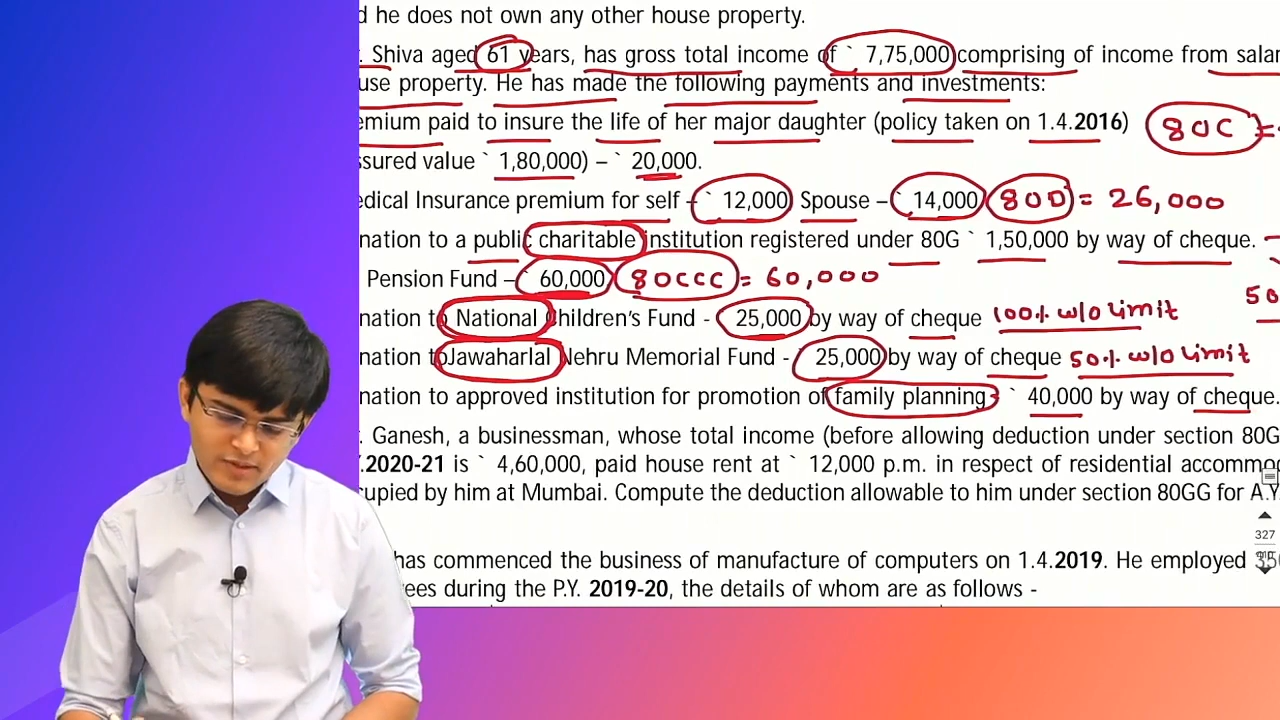 d he does not own any other house property.
. Shiva aged 61 years, has gross total income of ` 7,75,000 comprising of income from salar
use property. He has made the following payments and investments:
emium paid to insure the life of her major daughter (policy taken on 1.4.2016) 80C =
ssured value ` 1,80,000) – ` 20,000.
edical Insurance premium for self – ` 12,000 Spouse – ` 14,000 80D = 26,000
nation to a public charitable institution registered under 80G ` 1,50,000 by way of cheque.
Pension Fund – ` 60,000 80CCC = 60,000
50
nation to National Children's Fund - ` 25,000 by way of cheque 100% w/o limit
nation to Jawaharlal Nehru Memorial Fund - ` 25,000 by way of cheque 50% w/o limit
nation to approved institution for promotion of family planning - ` 40,000 by way of cheque.
. Ganesh, a businessman, whose total income (before allowing deduction under section 80G
.2020-21 is ` 4,60,000, paid house rent at ` 12,000 p.m. in respect of residential accommo
cupied by him at Mumbai. Compute the deduction allowable to him under section 80GG for A.Y.
327
has commenced the business of manufacture of computers on 1.4.2019. He employed
ees during the P.Y. 2019-20, the details of whom are as follows -